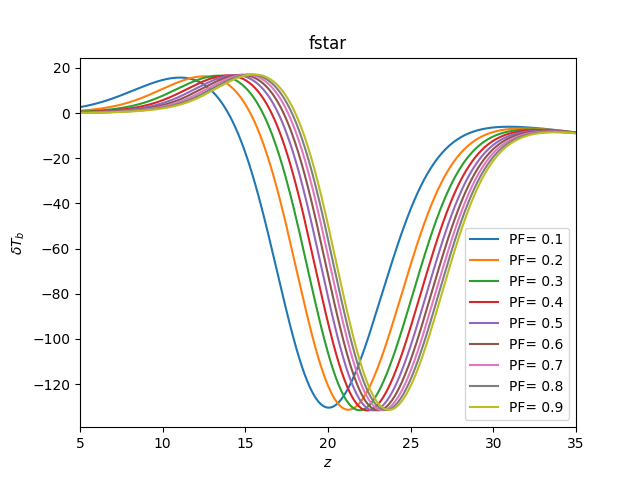 fstar
20
0
−20
−40
−60
−80
−100
−120
δT_b
5
10
15
20
25
30
35
z
PF= 0.1
PF= 0.2
PF= 0.3
PF= 0.4
PF= 0.5
PF= 0.6
PF= 0.7
PF= 0.8
PF= 0.9